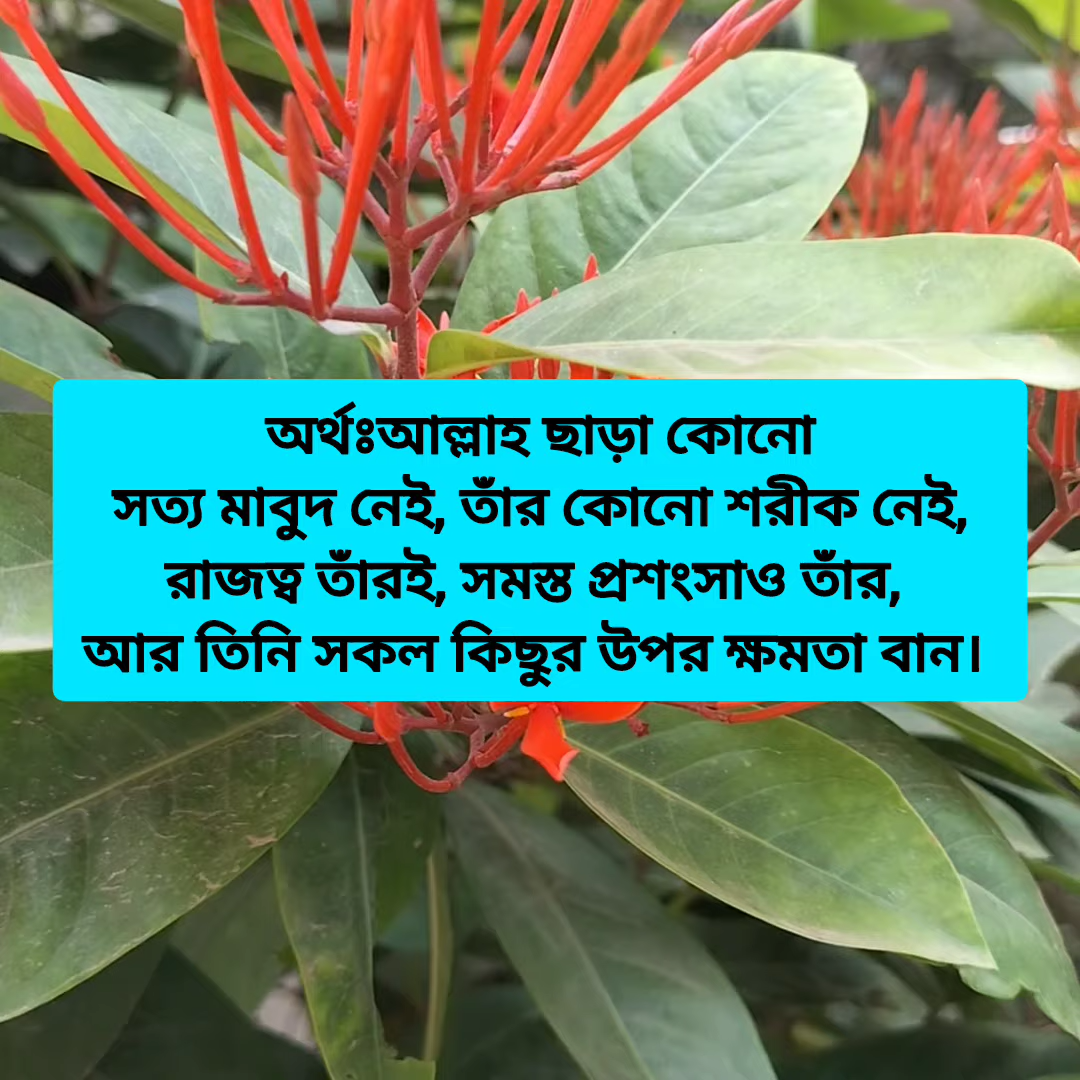 অর্থঃআল্লাহ ছাড়া কোনো
সত্য মাবুদ নেই, তাঁর কোনো শরীক নেই,
রাজত্ব তাঁরই, সমস্ত প্রশংসাও তাঁর,
আর তিনি সকল কিছুর উপর ক্ষমতা বান।